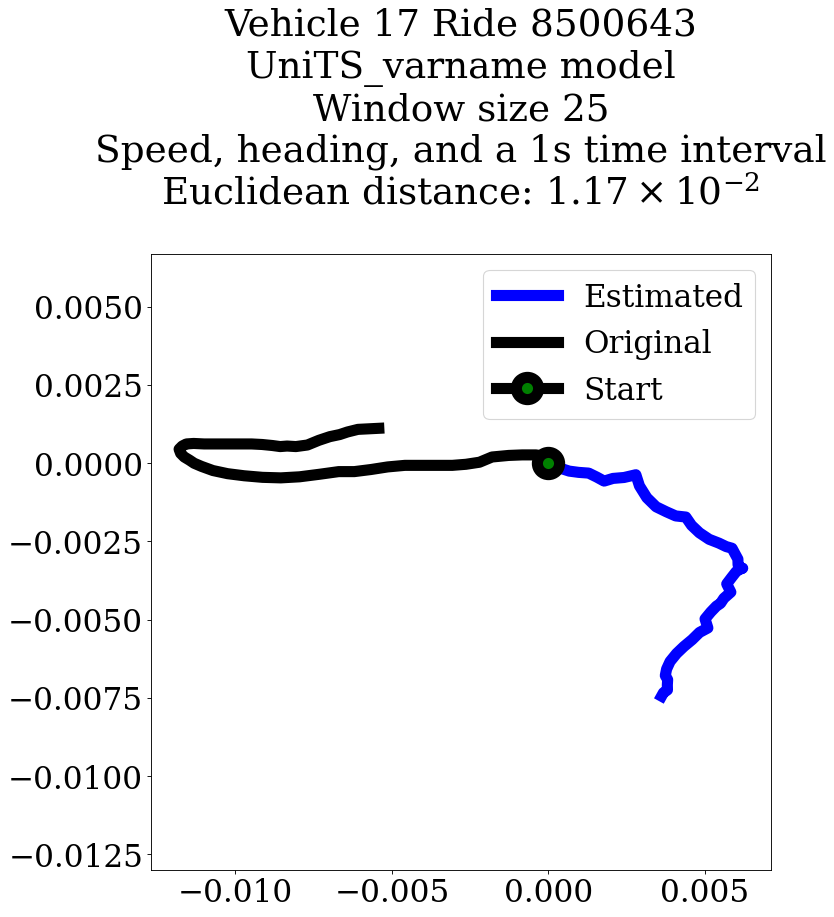 Vehicle 17 Ride 8500643
UniTS_varname model
Window size 25
Speed, heading, and a 1s time interval
Euclidean distance: 1.17 × 10⁻²
Estimated
Original
Start
0.0050
0.0025
0.0000
−0.0025
−0.0050
−0.0075
−0.0100
−0.0125
−0.010 −0.005 0.000 0.005